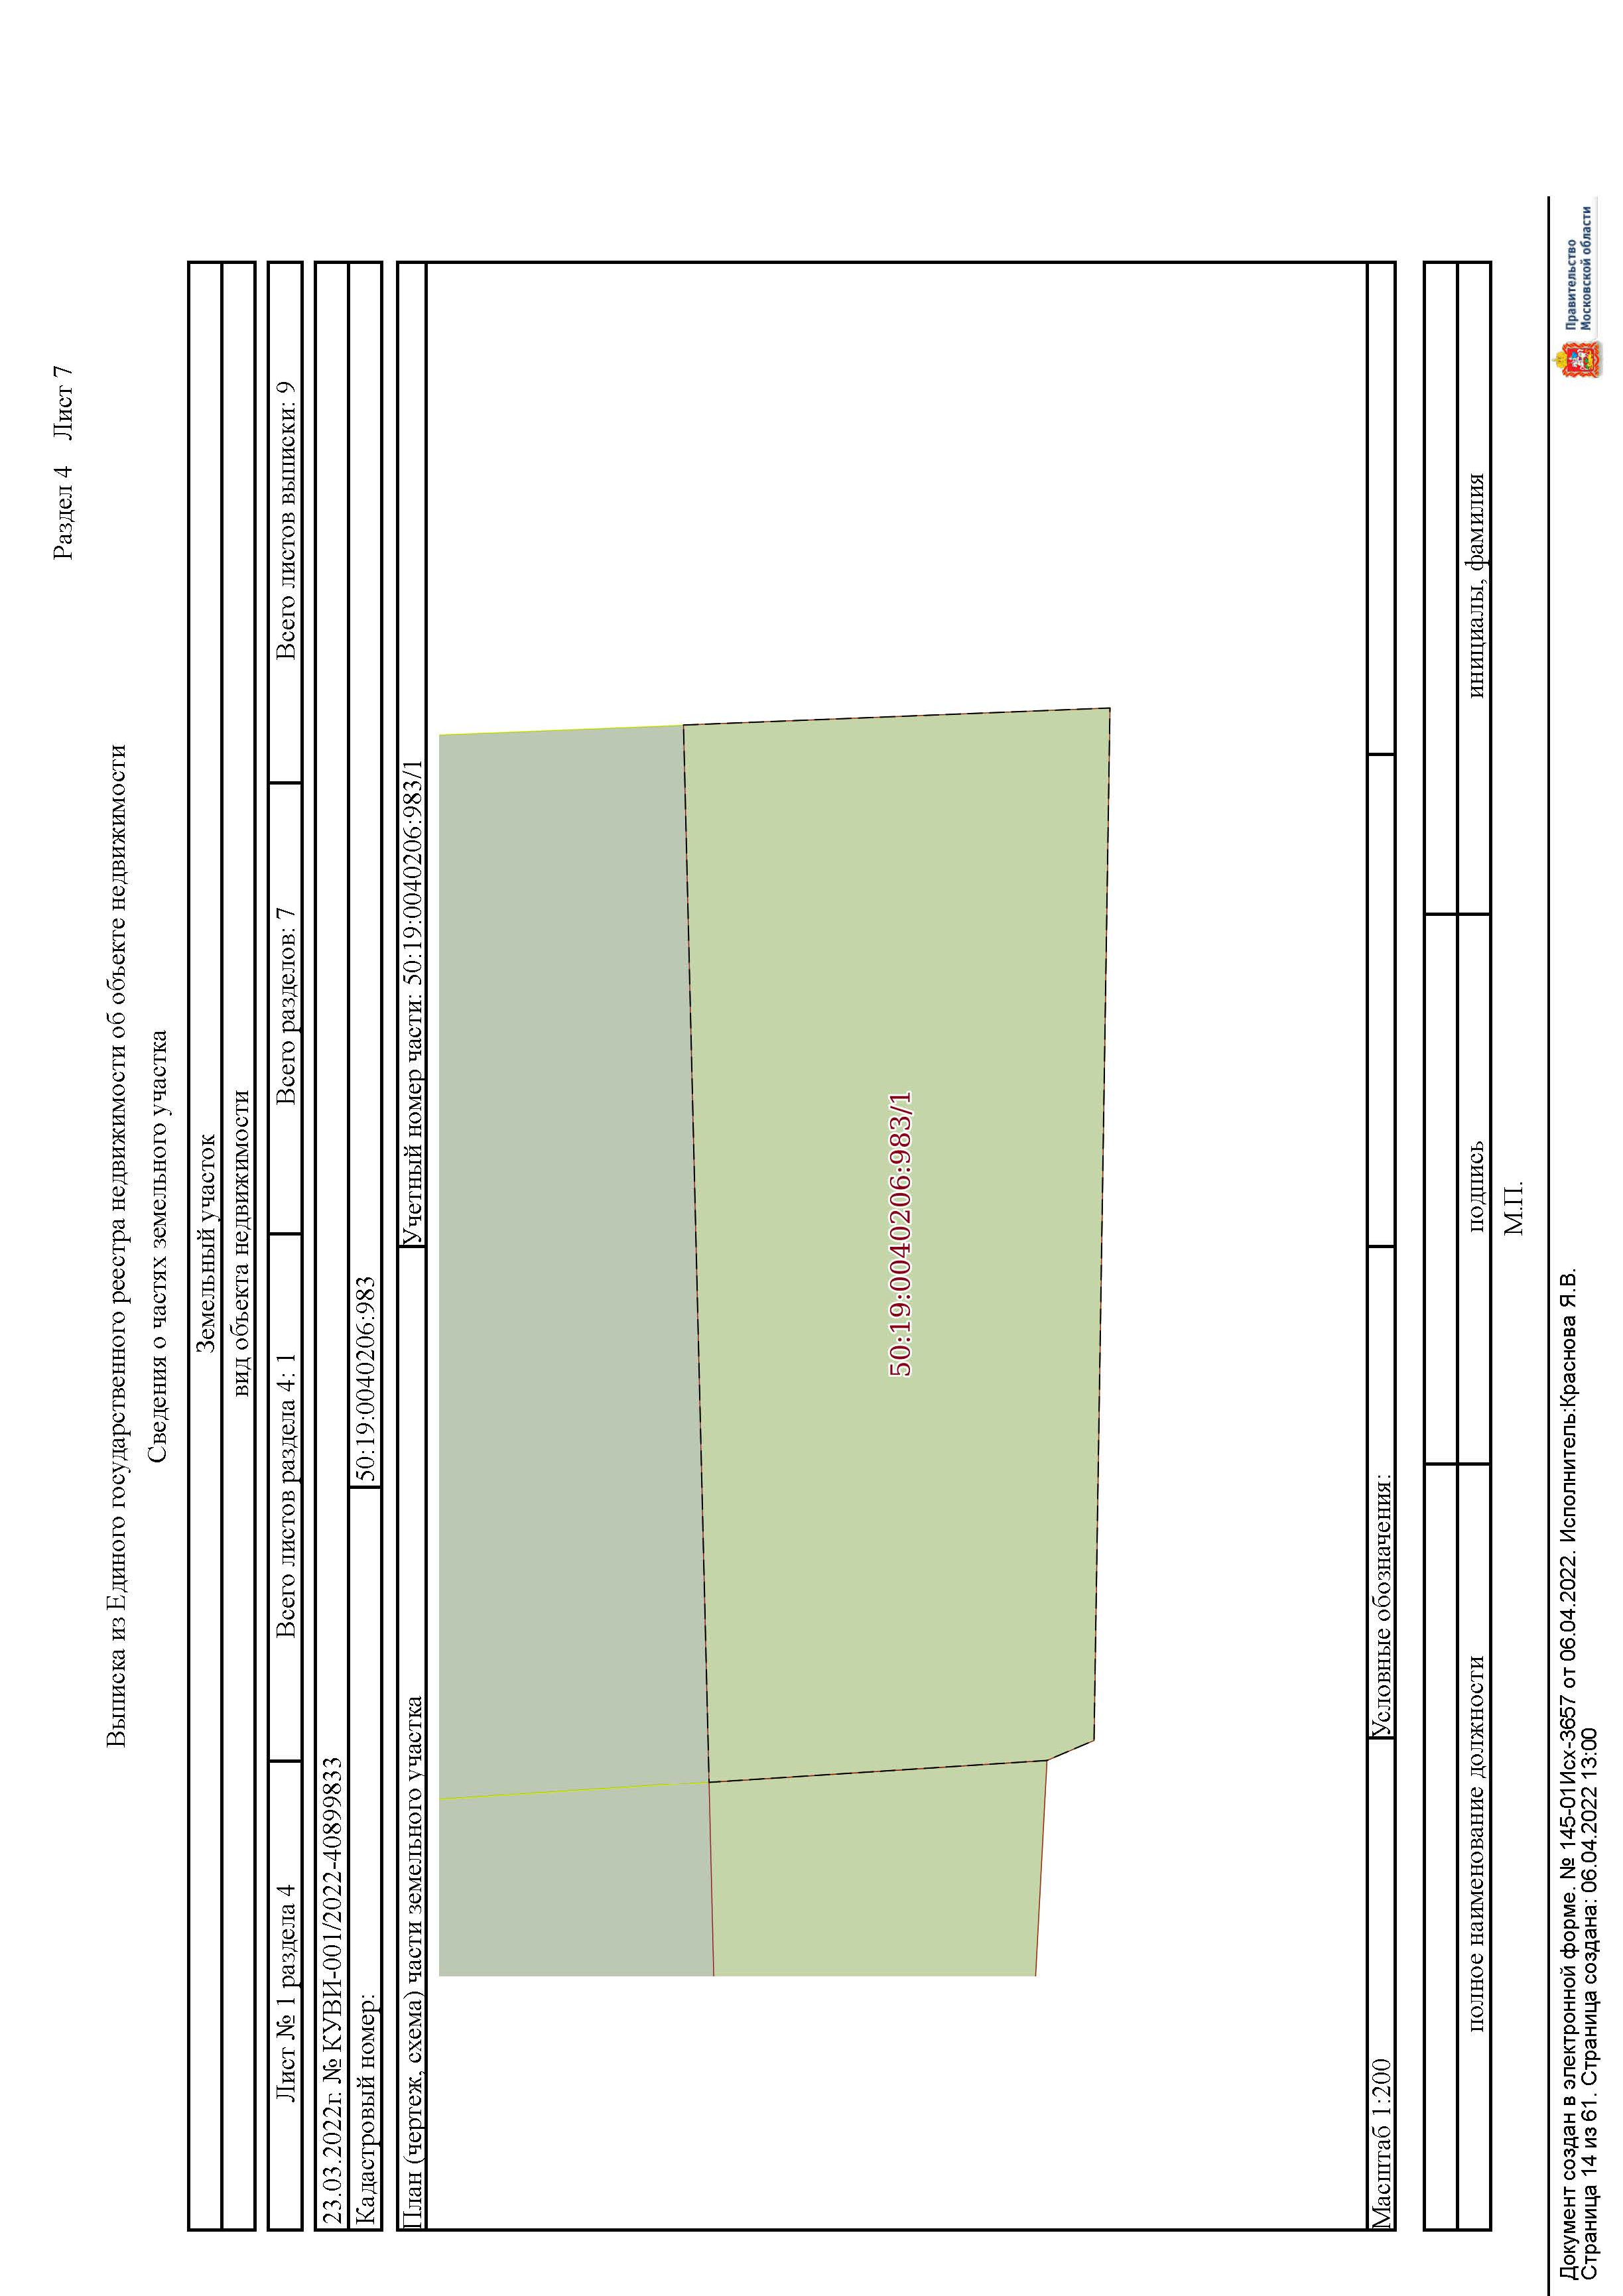 Раздел 4 Лист 7
Выписка из Единого государственного реестра недвижимости об объекте недвижимости
Сведения о частях земельного участка
Земельный участок
вид объекта недвижимости
Лист № 1 раздела 4 Всего листов раздела 4: 1 Всего разделов: 7 Всего листов выписки: 9
23.03.2022г. № КУВИ-001/2022-40899833
Кадастровый номер: 50:19:0040206:983
План (чертеж, схема) части земельного участка Учетный номер части: 50:19:0040206:983/1
50:19:0040206:983/1
Масштаб 1:200 Условные обозначения:
полное наименование должности подпись инициалы, фамилия
М.П.
Документ создан в электронной форме. № 145-01Исх-3657 от 06.04.2022. Исполнитель:Краснова Я.В.
Страница 14 из 61. Страница создана: 06.04.2022 13:00
Правительство
Московской области